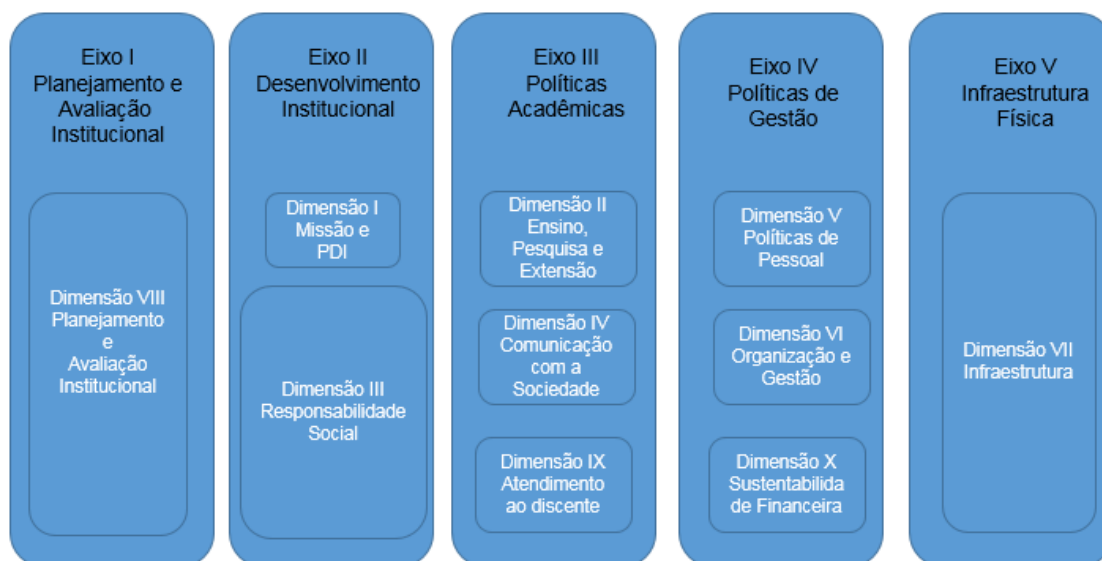 Eixo I
Planejamento e
Avaliação
Institucional
Dimensão VIII
Planejamento
e
Avaliação
Institucional
Eixo II
Desenvolvimento
Institucional
Dimensão I
Missão e
PDI
Dimensão III
Responsabilidade
Social
Eixo III
Políticas
Acadêmicas
Dimensão II
Ensino,
Pesquisa e
Extensão
Dimensão IV
Comunicação
com a
Sociedade
Dimensão IX
Atendimento
ao discente
Eixo IV
Políticas de
Gestão
Dimensão V
Políticas de
Pessoal
Dimensão VI
Organização e
Gestão
Dimensão X
Sustentabilida
de Financeira
Eixo V
Infraestrutura
Física
Dimensão VII
Infraestrutura